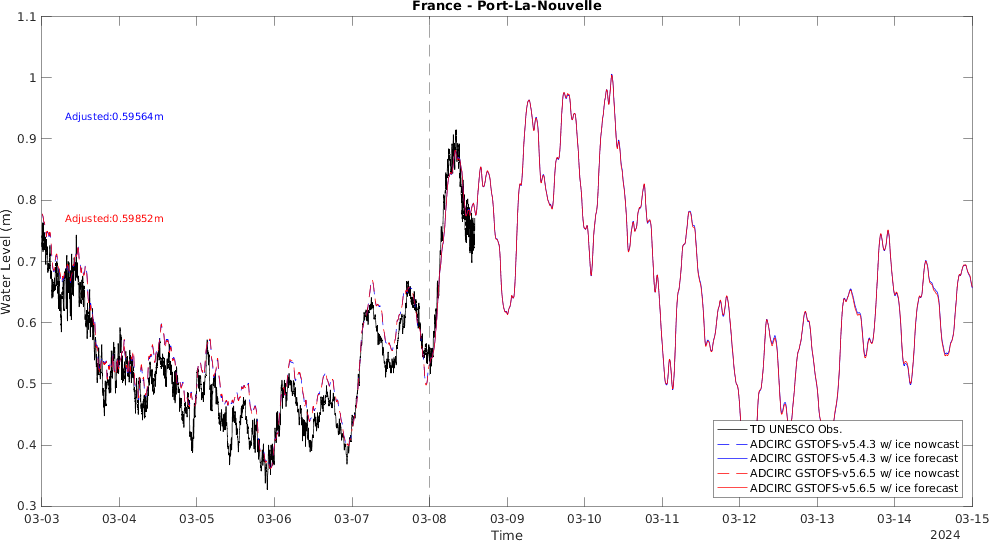 France - Port-La-Nouvelle
1.1
1
0.9
0.8
0.7
0.6
0.5
0.4
0.3
Water Level (m)
Adjusted:0.59564m
Adjusted:0.59852m
TD UNESCO Obs.
ADCIRC GSTOFS-v5.4.3 w/ ice nowcast
ADCIRC GSTOFS-v5.4.3 w/ ice forecast
ADCIRC GSTOFS-v5.6.5 w/ ice nowcast
ADCIRC GSTOFS-v5.6.5 w/ ice forecast
03-03 03-04 03-05 03-06 03-07 03-08 03-09 03-10 03-11 03-12 03-13 03-14 03-15
Time
2024